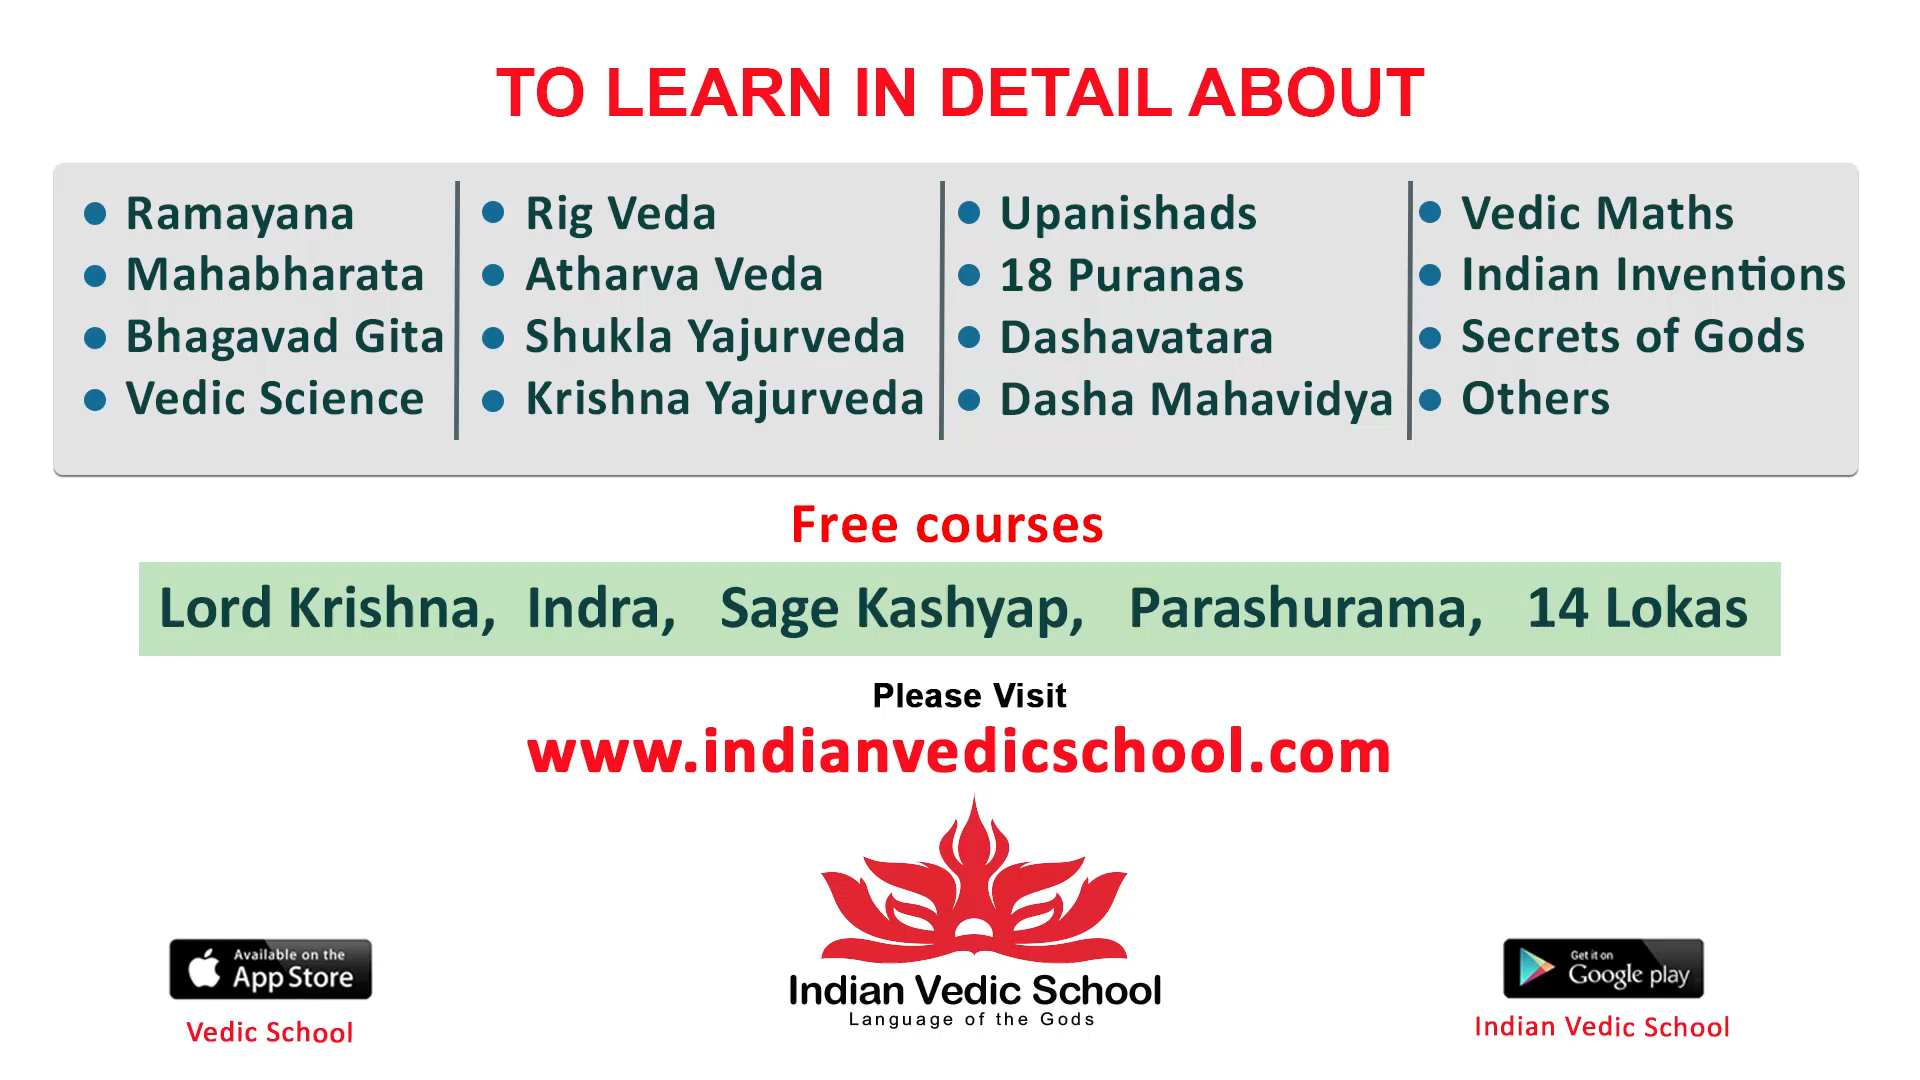 TO LEARN IN DETAIL ABOUT
Ramayana
Mahabharata
Bhagavad Gita
Vedic Science
Rig Veda
Atharva Veda
Shukla Yajurveda
Krishna Yajurveda
Upanishads
18 Puranas
Dashavatara
Dasha Mahavidya
Vedic Maths
Indian Inventions
Secrets of Gods
Others
Free courses
Lord Krishna, Indra, Sage Kashyap, Parashurama, 14 Lokas
Please Visit
www.indianvedicschool.com
Indian Vedic School
Language of the Gods
Available on the
App Store
Vedic School
Get it on
Google play
Indian Vedic School